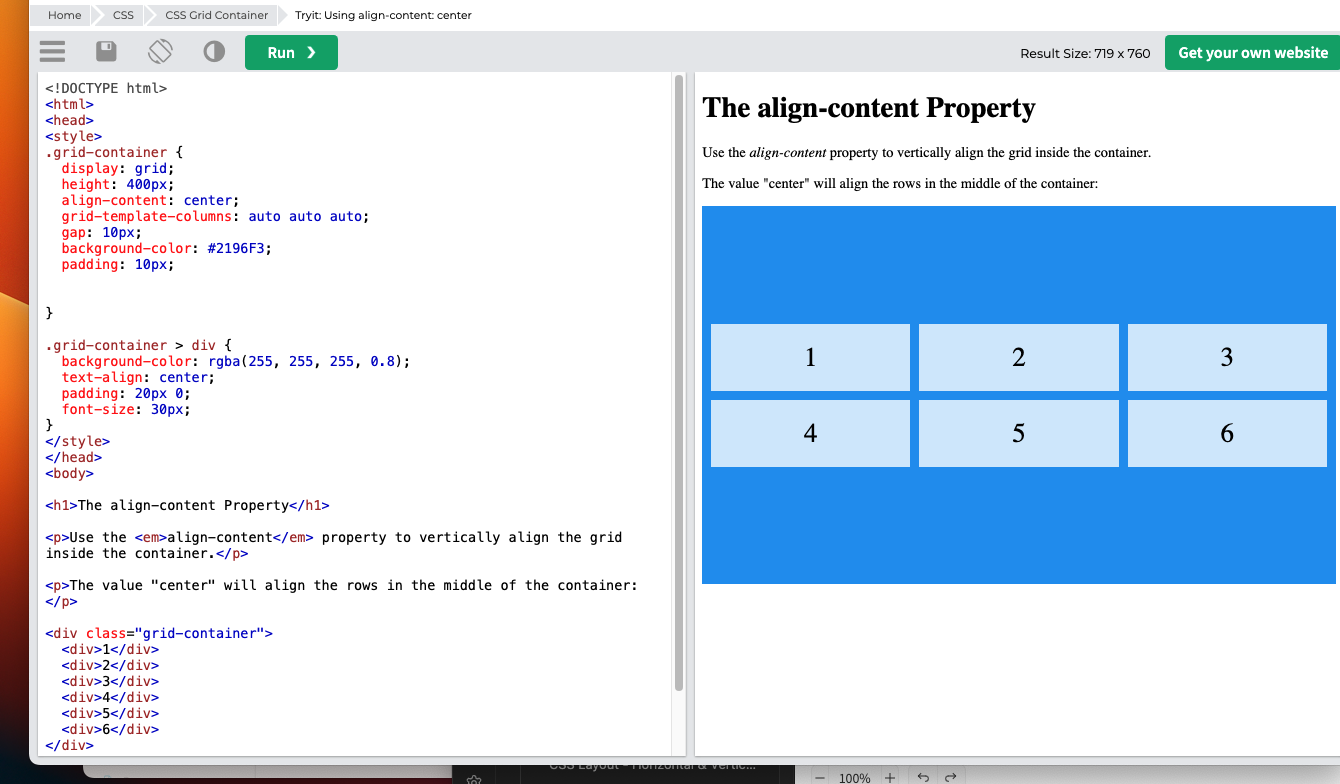 Home CSS CSS Grid Container Tryit: Using align-content: center
Run ❯ Result Size: 719 x 760 Get your own website
<!DOCTYPE html>
<html>
<head>
<style>
.grid-container {
  display: grid;
  height: 400px;
  align-content: center;
  grid-template-columns: auto auto auto;
  gap: 10px;
  background-color: #2196F3;
  padding: 10px;
}
.grid-container > div {
  background-color: rgba(255, 255, 255, 0.8);
  text-align: center;
  padding: 20px 0;
  font-size: 30px;
}
</style>
</head>
<body>
<h1>The align-content Property</h1>
<p>Use the <em>align-content</em> property to vertically align the grid
inside the container.</p>
<p>The value "center" will align the rows in the middle of the container:
</p>
<div class="grid-container">
  <div>1</div>
  <div>2</div>
  <div>3</div>
  <div>4</div>
  <div>5</div>
  <div>6</div>
</div>
The align-content Property
Use the align-content property to vertically align the grid inside the container.
The value "center" will align the rows in the middle of the container:
1 2 3
4 5 6
CSS Layout - Horizontal & Vertic...
100%